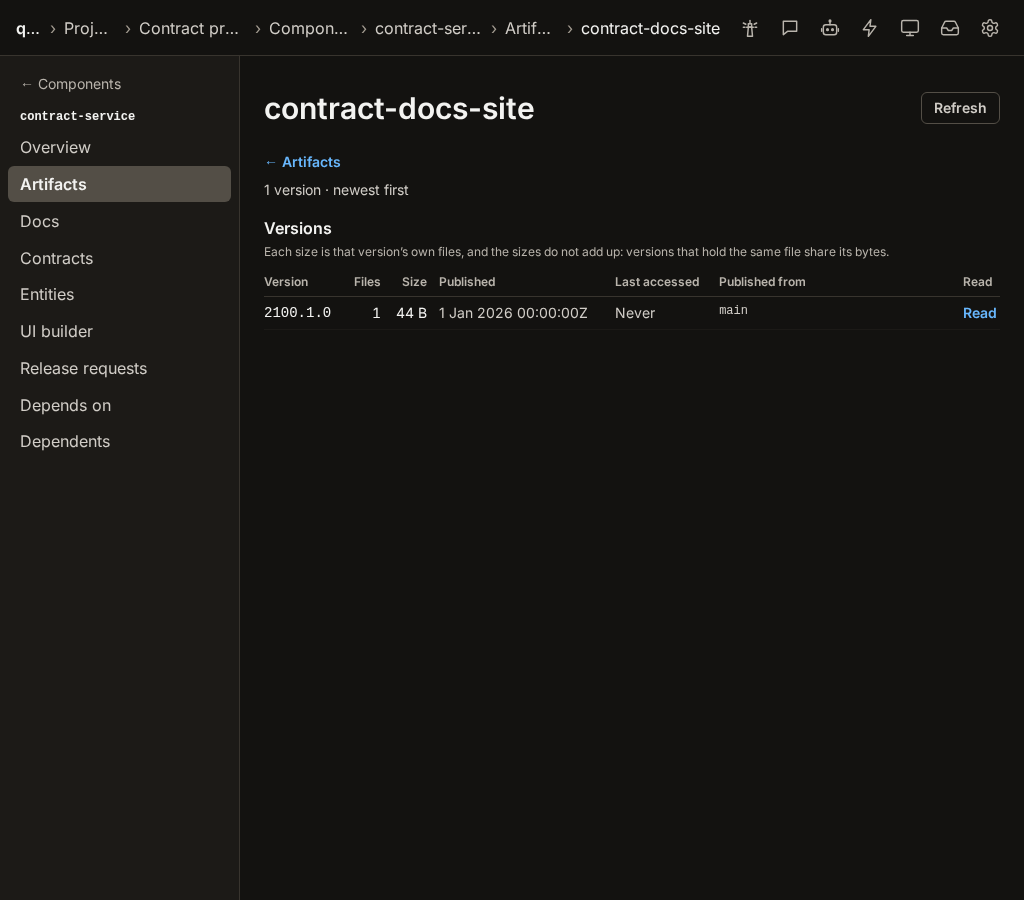 q... › Proj... › Contract pr... › Compon... › contract-ser... › Artif... › contract-docs-site
← Components
contract-service
Overview
Artifacts
Docs
Contracts
Entities
UI builder
Release requests
Depends on
Dependents
contract-docs-site
Refresh
← Artifacts
1 version · newest first
Versions
Each size is that version’s own files, and the sizes do not add up: versions that hold the same file share its bytes.
Version Files Size Published Last accessed Published from Read
2100.1.0 1 44 B 1 Jan 2026 00:00:00Z Never main Read